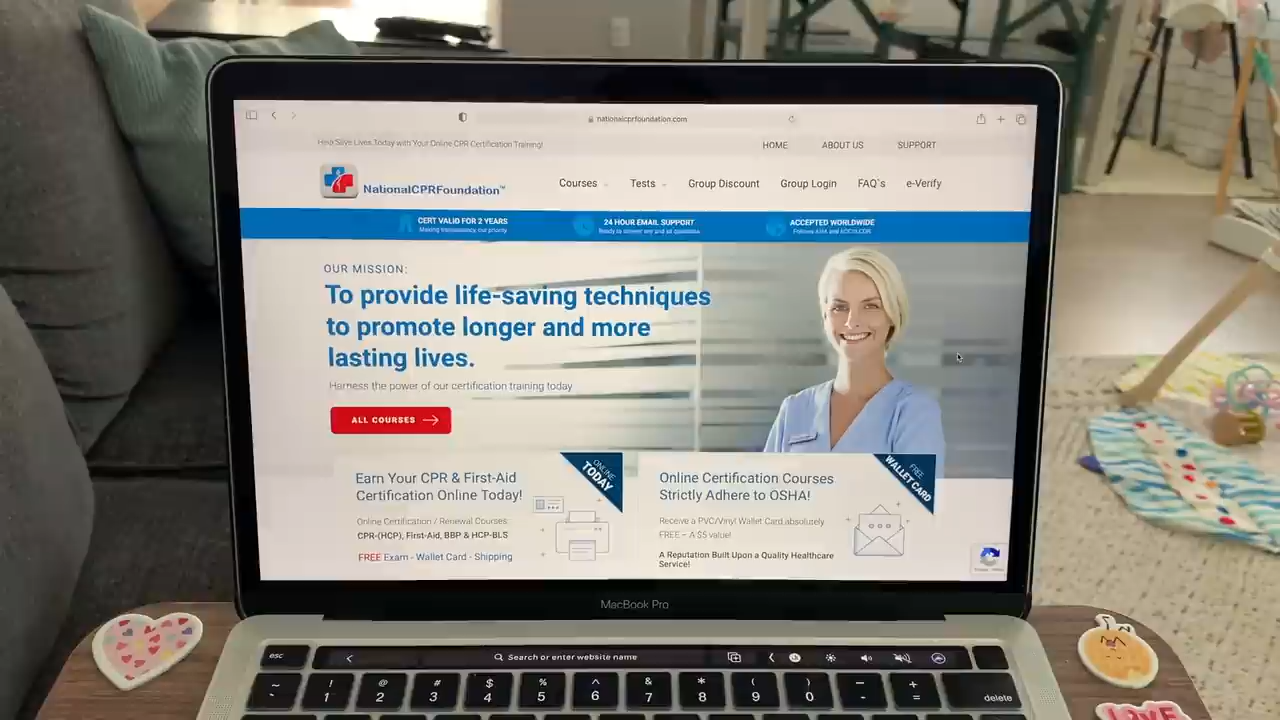 nationalcprfoundation.com
Help Save Lives Today with Your Online CPR Certification Training!
HOME ABOUT US SUPPORT
NationalCPRFoundation™
Courses Tests Group Discount Group Login FAQ's e-Verify
CERT VALID FOR 2 YEARS
Making transparency, our priority
24 HOUR EMAIL SUPPORT
Ready to answer any and all questions
ACCEPTED WORLDWIDE
Follows AHA and ECC/ILCOR
OUR MISSION:
To provide life-saving techniques
to promote longer and more
lasting lives.
Harness the power of our certification training today
ALL COURSES
Earn Your CPR & First-Aid
Certification Online Today!
ONLINE
TODAY
Online Certification / Renewal Courses
CPR-(HCP), First-Aid, BBP & HCP-BLS
FREE Exam - Wallet Card - Shipping
Online Certification Courses
Strictly Adhere to OSHA!
FREE
WALLET CARD
Receive a PVC/Vinyl Wallet Card absolutely
FREE – A $5 value!
A Reputation Built Upon a Quality Healthcare
Service!
MacBook Pro
esc Search or enter website name
~ ! @ # $ % ^ & * ( ) _ +
` 1 2 3 4 5 6 7 8 9 0 - = delete
LOVE